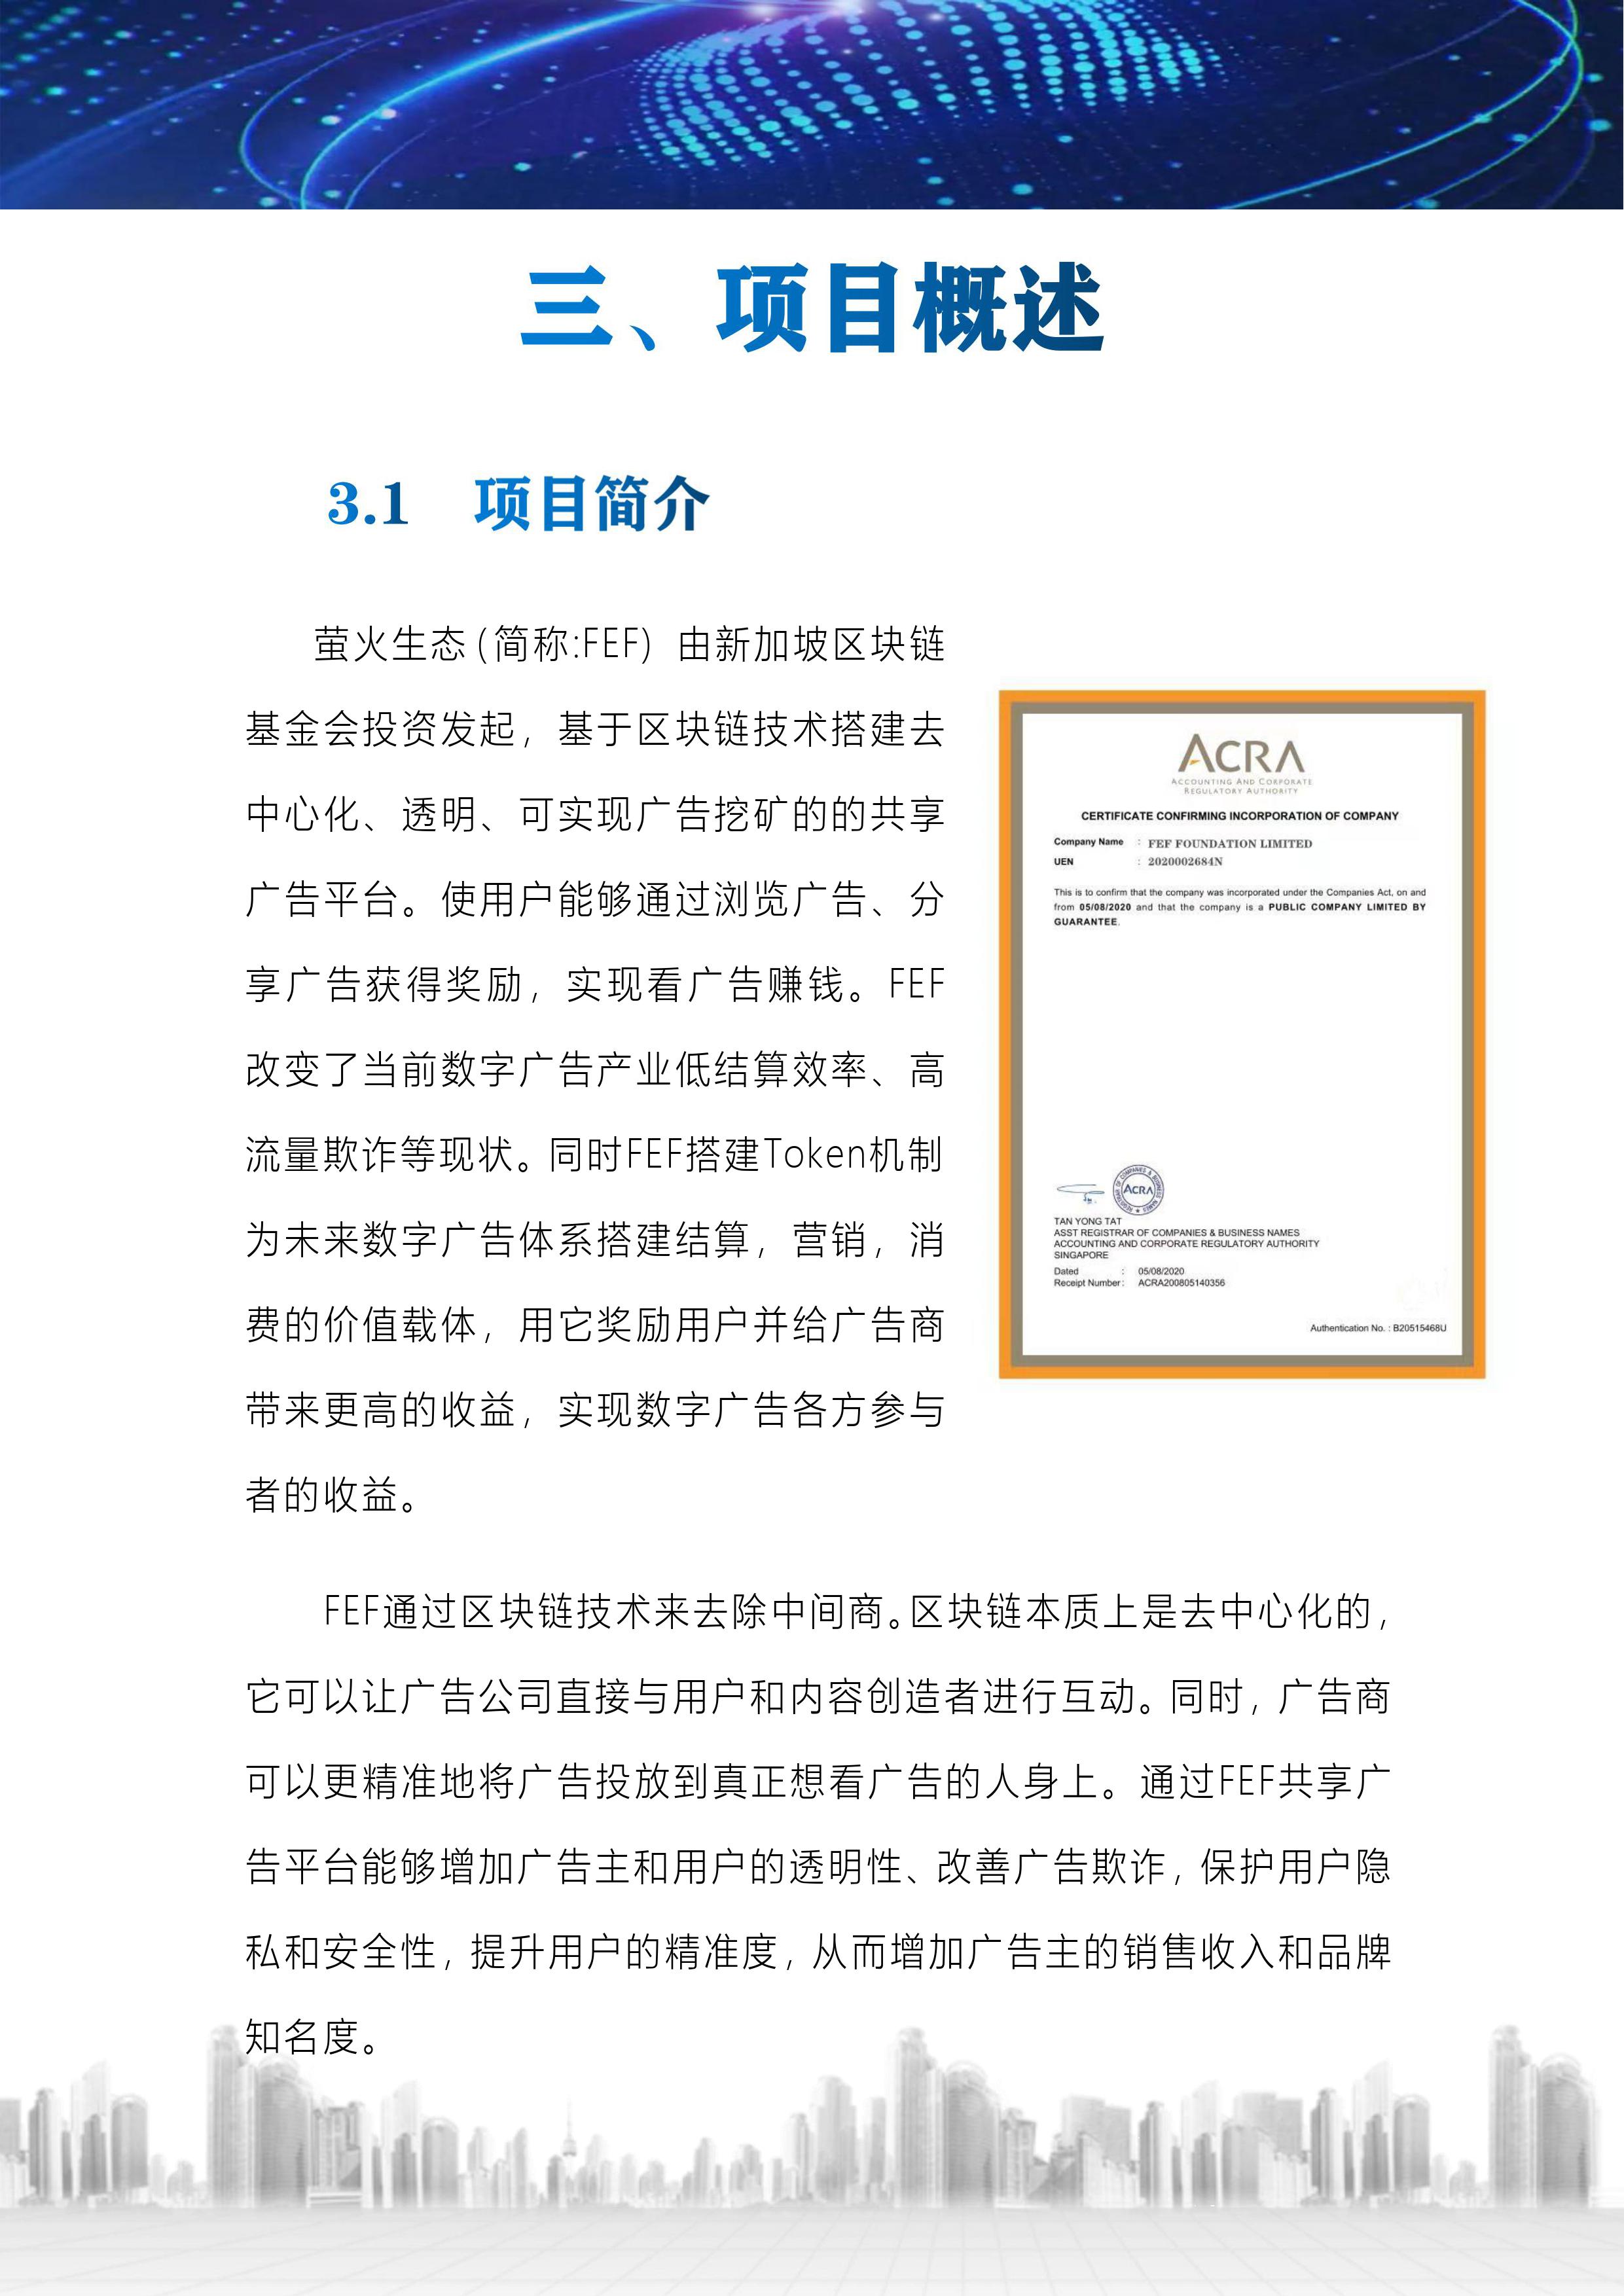 三、项目概述
3.1 项目简介
萤火生态(简称:FEF) 由新加坡区块链
基金会投资发起，基于区块链技术搭建去
中心化、透明、可实现广告挖矿的的共享
广告平台。使用户能够通过浏览广告、分
享广告获得奖励，实现看广告赚钱。FEF
改变了当前数字广告产业低结算效率、高
流量欺诈等现状。同时FEF搭建Token机制
为未来数字广告体系搭建结算，营销，消
费的价值载体，用它奖励用户并给广告商
带来更高的收益，实现数字广告各方参与
者的收益。
ACRA
ACCOUNTING AND CORPORATE
REGULATORY AUTHORITY
CERTIFICATE CONFIRMING INCORPORATION OF COMPANY
Company Name : FEF FOUNDATION LIMITED
UEN : 2020002684N
This is to confirm that the company was incorporated under the Companies Act, on and
from 05/08/2020 and that the company is a PUBLIC COMPANY LIMITED BY
GUARANTEE.
ACRA
TAN YONG TAT
ASST REGISTRAR OF COMPANIES & BUSINESS NAMES
ACCOUNTING AND CORPORATE REGULATORY AUTHORITY
SINGAPORE
Dated : 05/08/2020
Receipt Number : ACRA200805140356
Authentication No. : B20515468U
FEF通过区块链技术来去除中间商。区块链本质上是去中心化的，
它可以让广告公司直接与用户和内容创造者进行互动。同时，广告商
可以更精准地将广告投放到真正想看广告的人身上。通过FEF共享广
告平台能够增加广告主和用户的透明性、改善广告欺诈，保护用户隐
私和安全性，提升用户的精准度，从而增加广告主的销售收入和品牌
知名度。